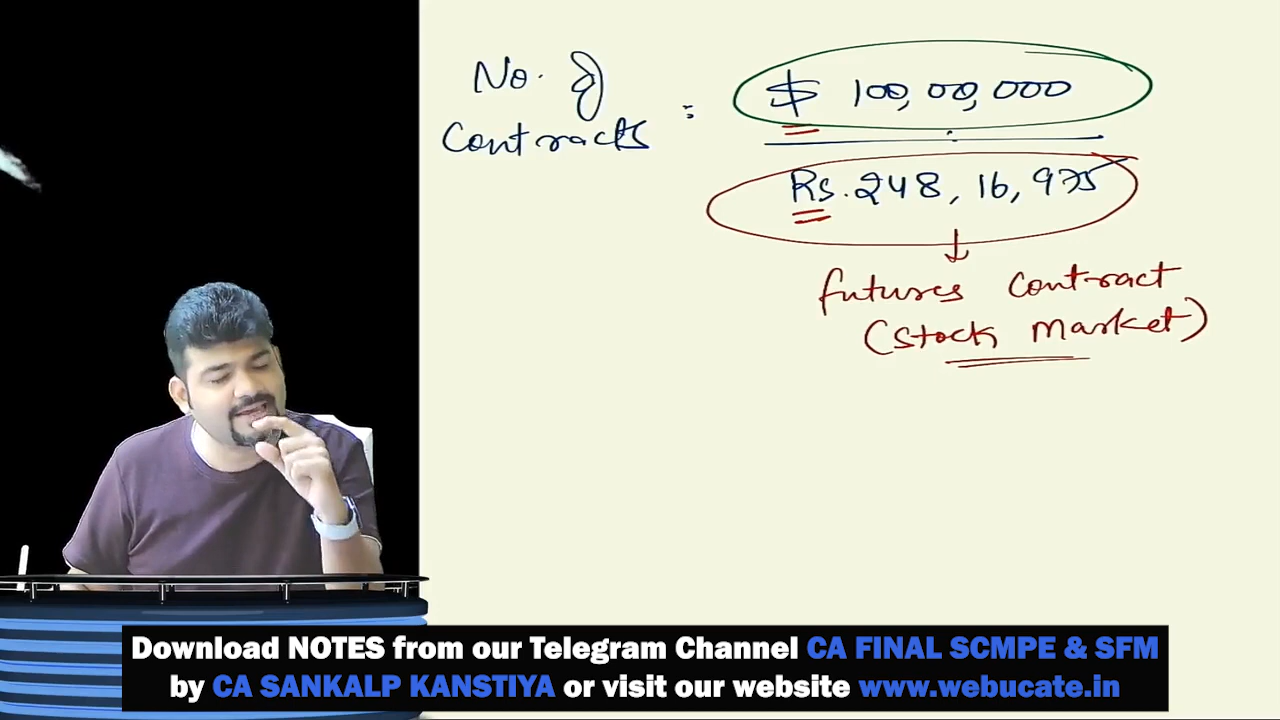 No. of
Contracts
:
$ 100,00,000
Rs. 248, 16, 975
futures Contract
(Stock Market)
Download NOTES from our Telegram Channel CA FINAL SCMPE & SFM
by CA SANKALP KANSTIYA or visit our website www.webucate.in